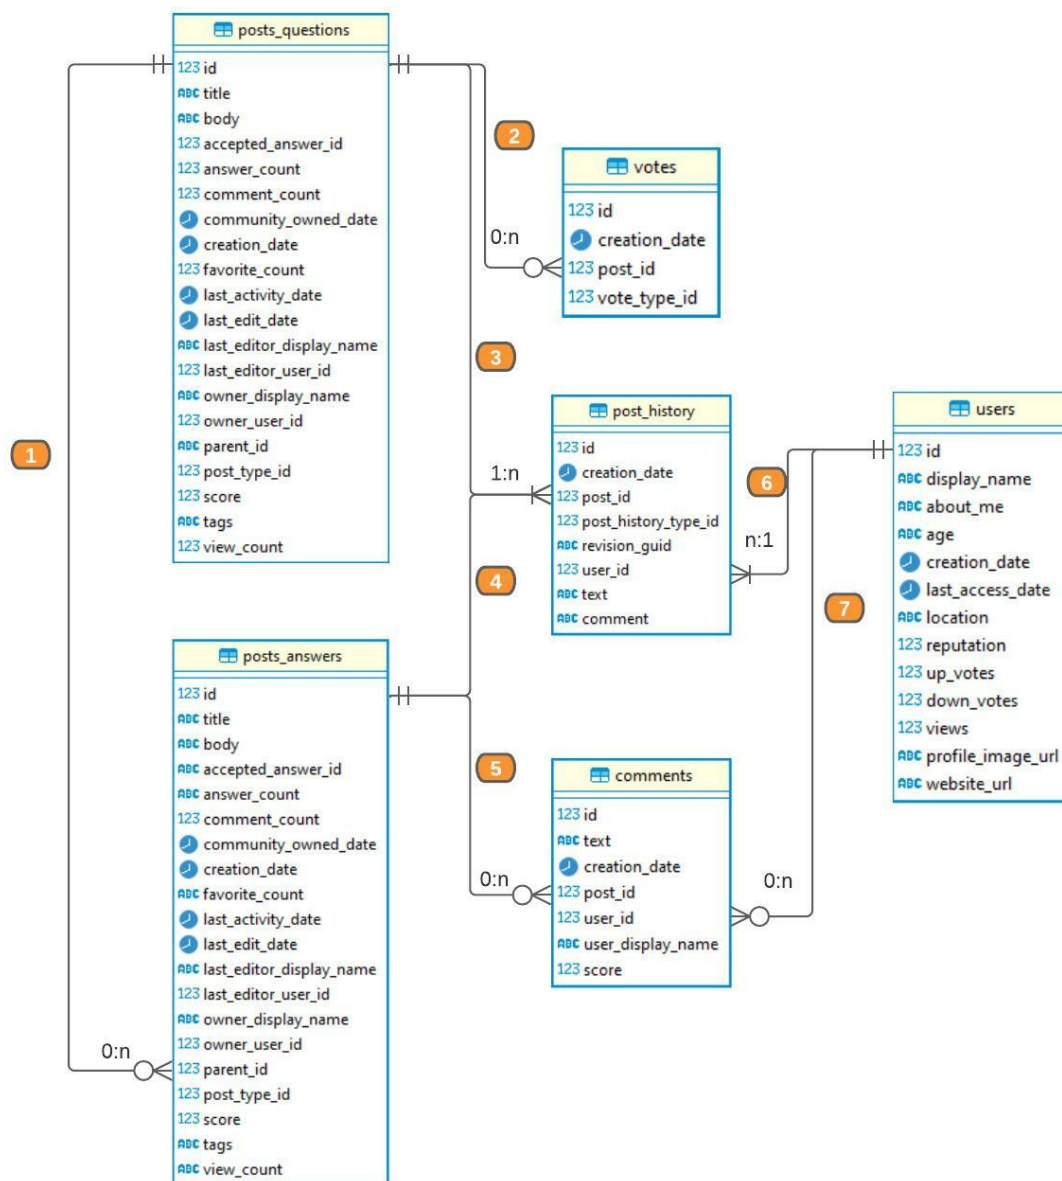 posts_questions
123 id
ABC title
ABC body
123 accepted_answer_id
123 answer_count
123 comment_count
community_owned_date
creation_date
123 favorite_count
last_activity_date
last_edit_date
ABC last_editor_display_name
123 last_editor_user_id
ABC owner_display_name
123 owner_user_id
ABC parent_id
123 post_type_id
123 score
ABC tags
123 view_count
1
2
0:n
votes
123 id
creation_date
123 post_id
123 vote_type_id
3
1:n
4
post_history
123 id
creation_date
123 post_id
123 post_history_type_id
ABC revision_guid
123 user_id
ABC text
ABC comment
6
n:1
7
users
123 id
ABC display_name
ABC about_me
ABC age
creation_date
last_access_date
ABC location
123 reputation
123 up_votes
123 down_votes
123 views
ABC profile_image_url
ABC website_url
posts_answers
123 id
ABC title
ABC body
ABC accepted_answer_id
ABC answer_count
123 comment_count
community_owned_date
creation_date
ABC favorite_count
last_activity_date
last_edit_date
ABC last_editor_display_name
123 last_editor_user_id
ABC owner_display_name
123 owner_user_id
123 parent_id
123 post_type_id
123 score
ABC tags
ABC view_count
0:n
5
0:n
comments
123 id
ABC text
creation_date
123 post_id
123 user_id
ABC user_display_name
123 score
0:n